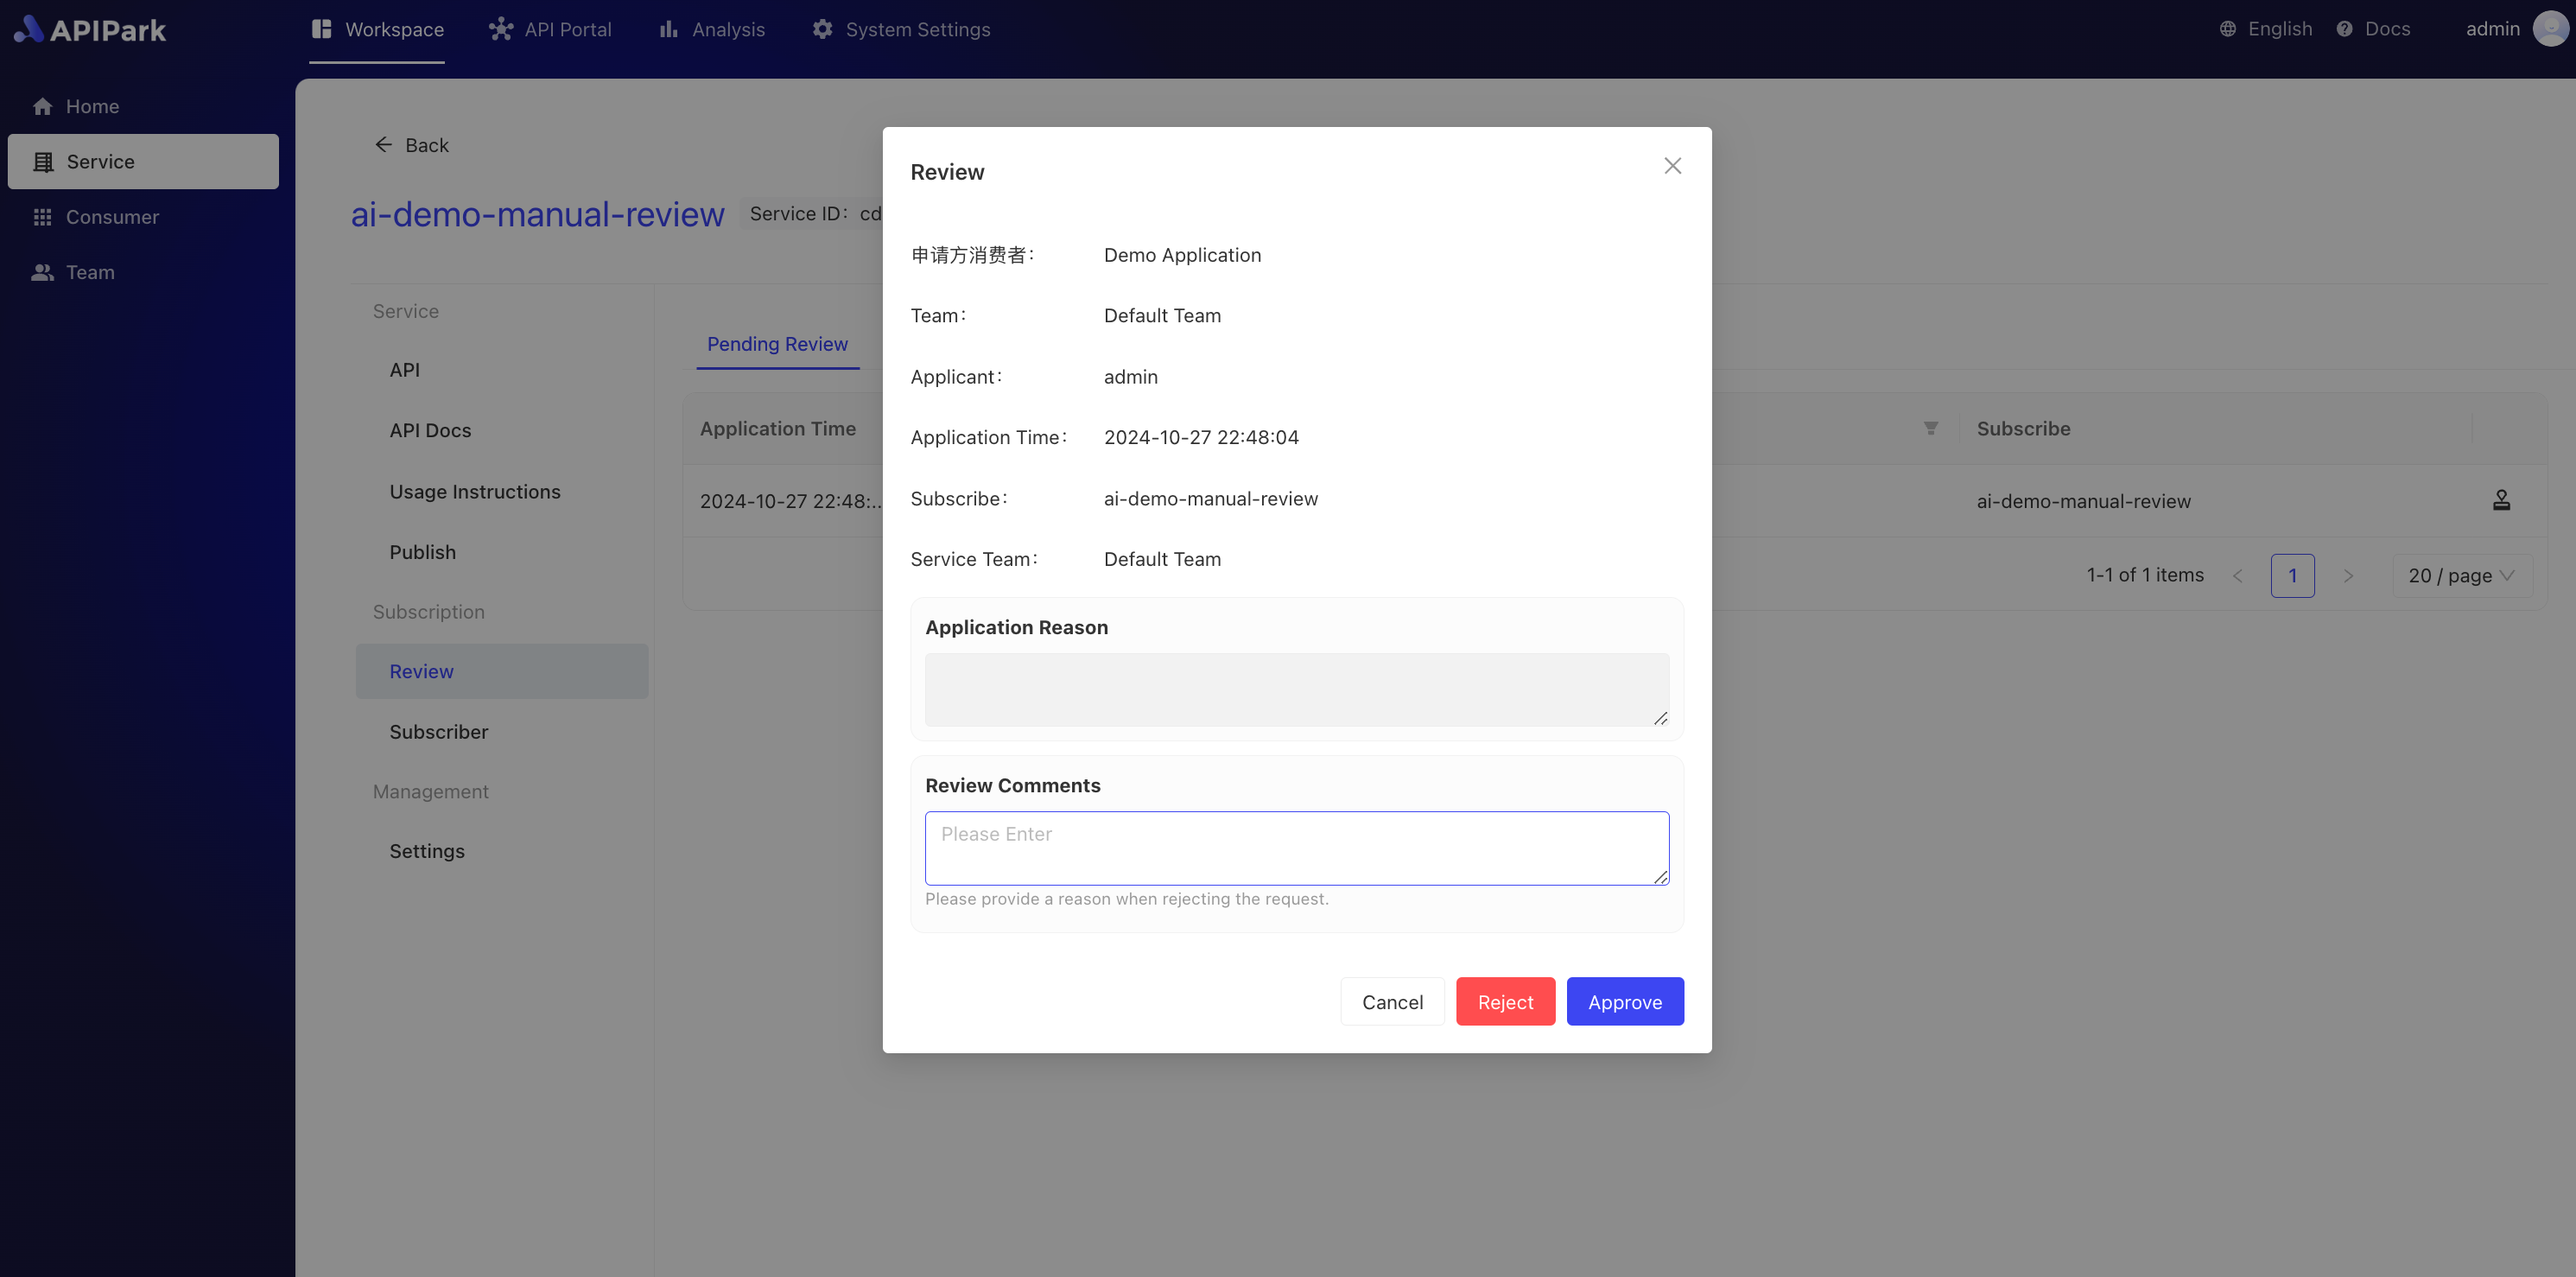 APIPark
Workspace
API Portal
Analysis
System Settings
English
Docs
admin
Home
Service
Consumer
Team
Back
ai-demo-manual-review
Service ID: cd
Service
API
API Docs
Usage Instructions
Publish
Subscription
Review
Subscriber
Management
Settings
Pending Review
Application Time
Subscribe
2024-10-27 22:48:...
ai-demo-manual-review
1-1 of 1 items
1
20 / page
Review
申请方消费者：
Demo Application
Team：
Default Team
Applicant：
admin
Application Time：
2024-10-27 22:48:04
Subscribe：
ai-demo-manual-review
Service Team：
Default Team
Application Reason
Review Comments
Please Enter
Please provide a reason when rejecting the request.
Cancel
Reject
Approve